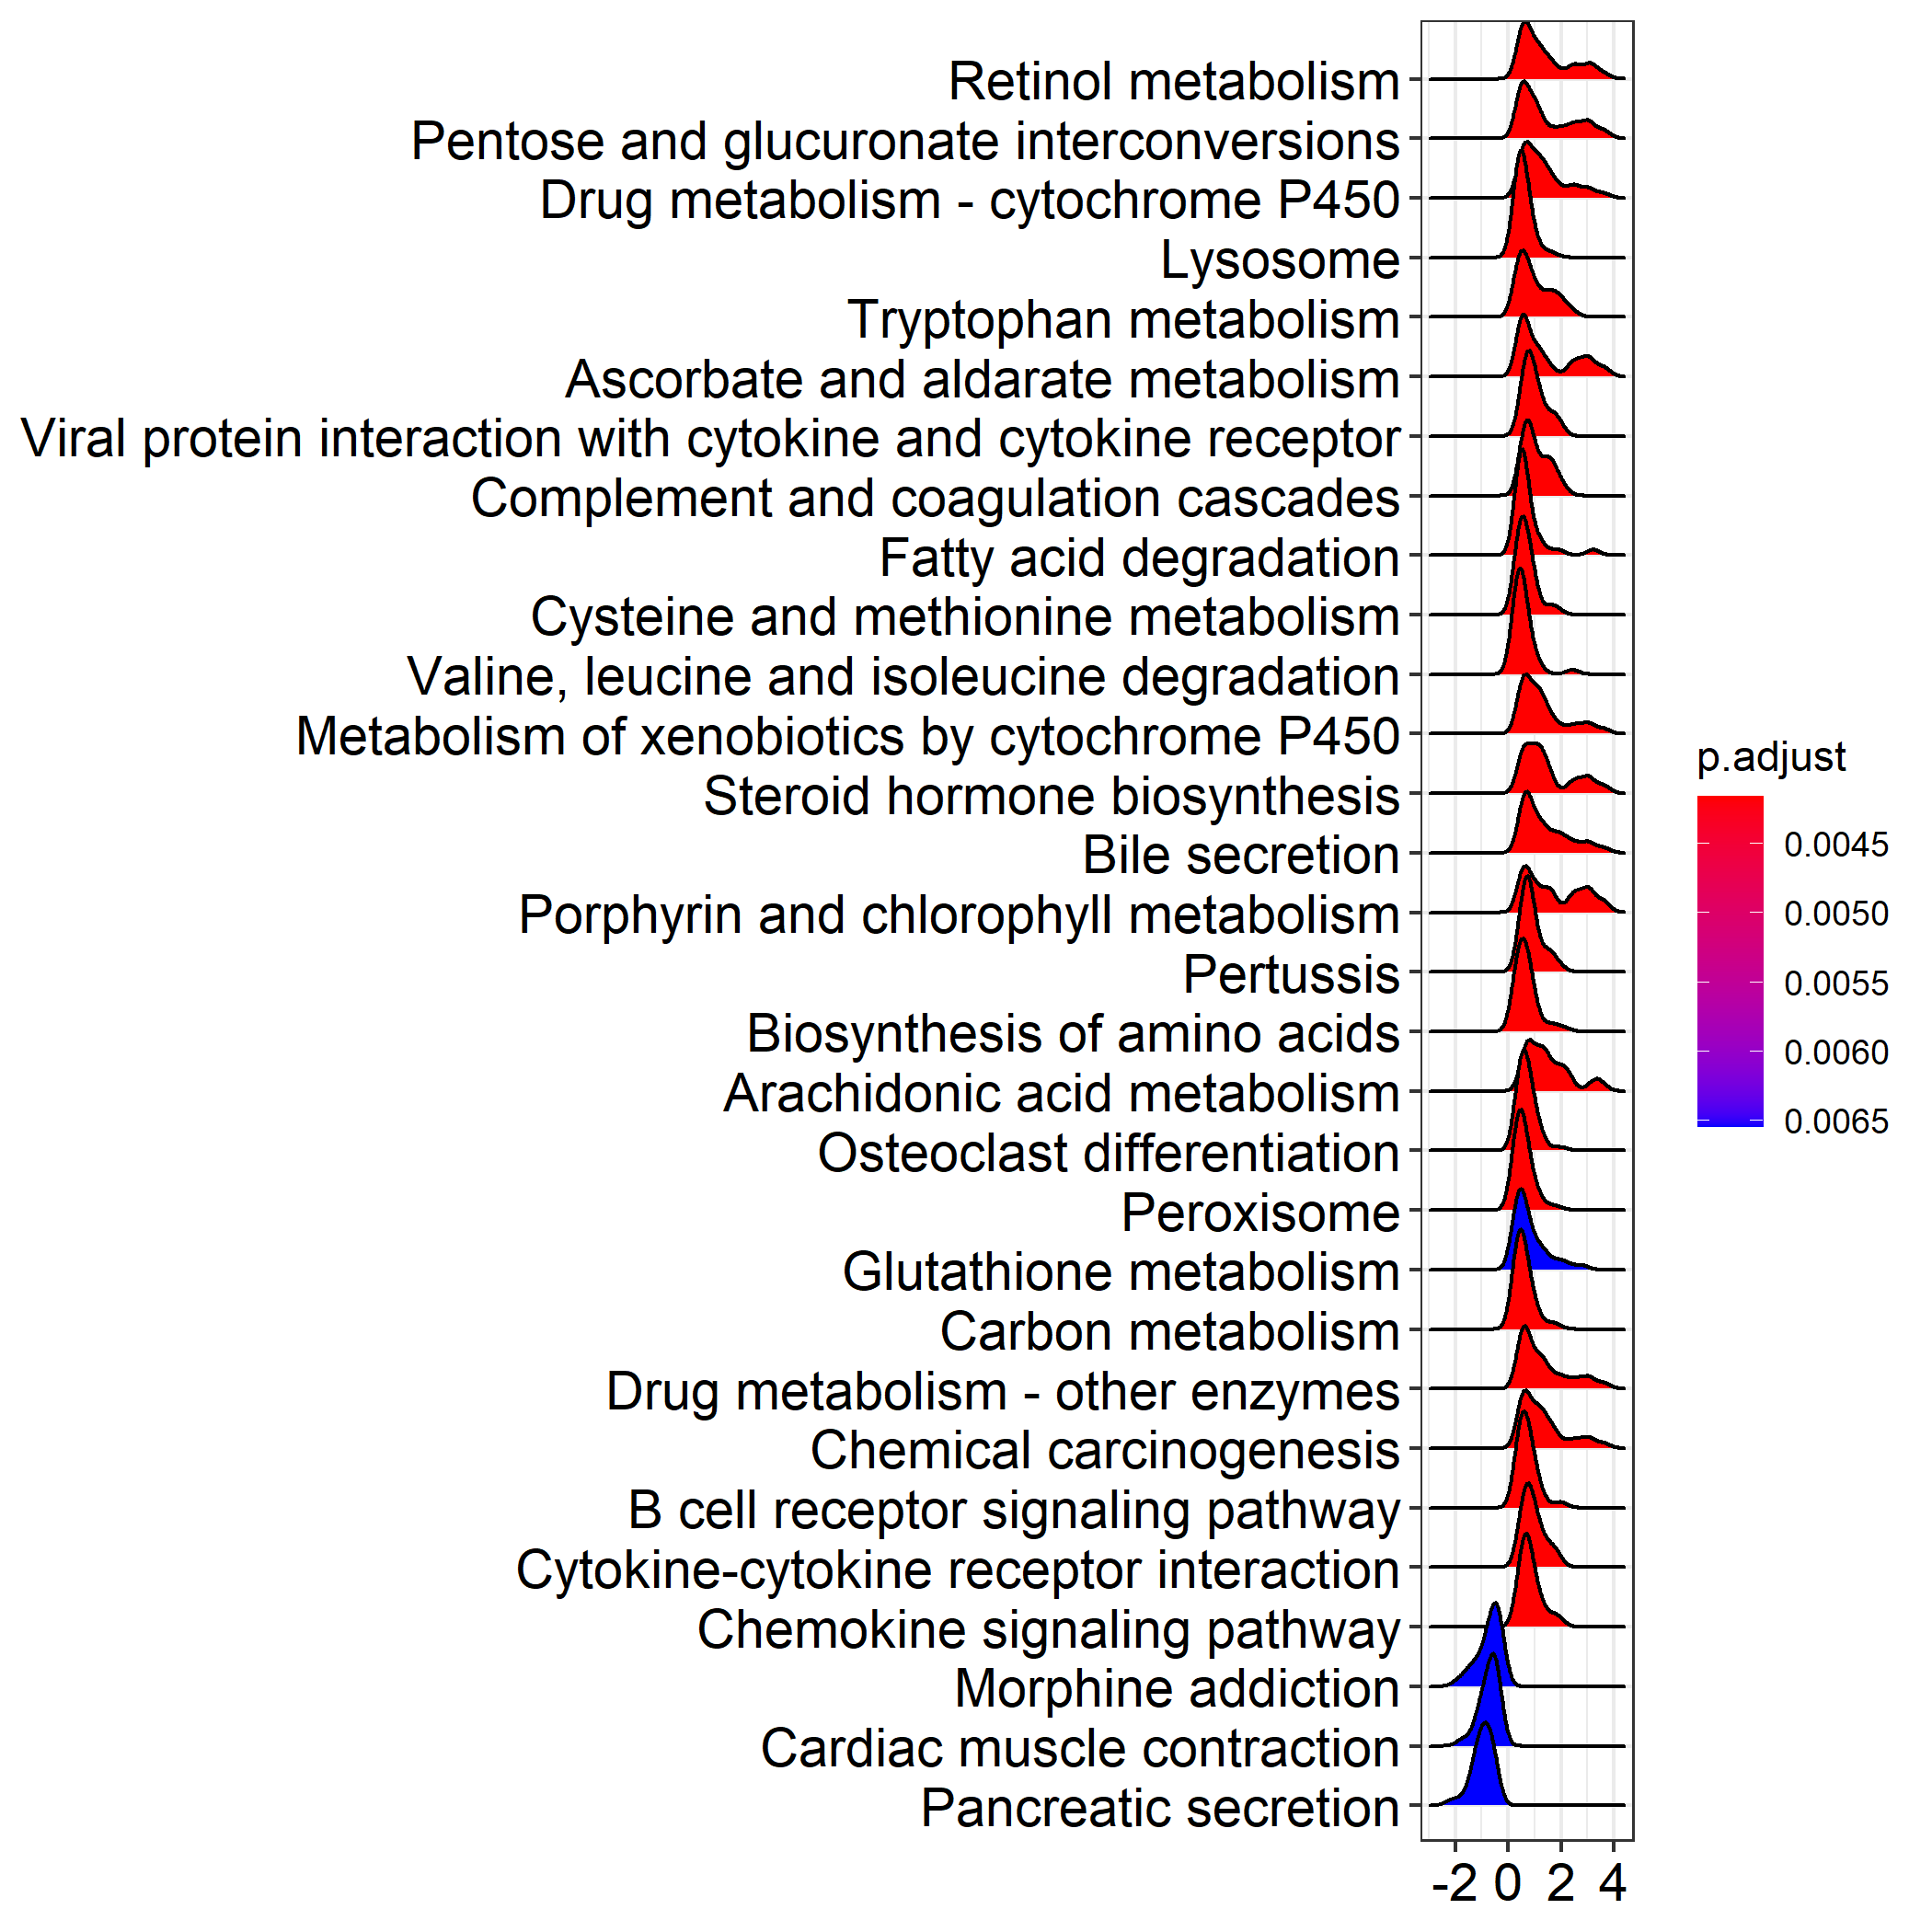 Retinol metabolism
Pentose and glucuronate interconversions
Drug metabolism - cytochrome P450
Lysosome
Tryptophan metabolism
Ascorbate and aldarate metabolism
Viral protein interaction with cytokine and cytokine receptor
Complement and coagulation cascades
Fatty acid degradation
Cysteine and methionine metabolism
Valine, leucine and isoleucine degradation
Metabolism of xenobiotics by cytochrome P450
Steroid hormone biosynthesis
Bile secretion
Porphyrin and chlorophyll metabolism
Pertussis
Biosynthesis of amino acids
Arachidonic acid metabolism
Osteoclast differentiation
Peroxisome
Glutathione metabolism
Carbon metabolism
Drug metabolism - other enzymes
Chemical carcinogenesis
B cell receptor signaling pathway
Cytokine-cytokine receptor interaction
Chemokine signaling pathway
Morphine addiction
Cardiac muscle contraction
Pancreatic secretion
-2 0 2 4
p.adjust
0.0045
0.0050
0.0055
0.0060
0.0065